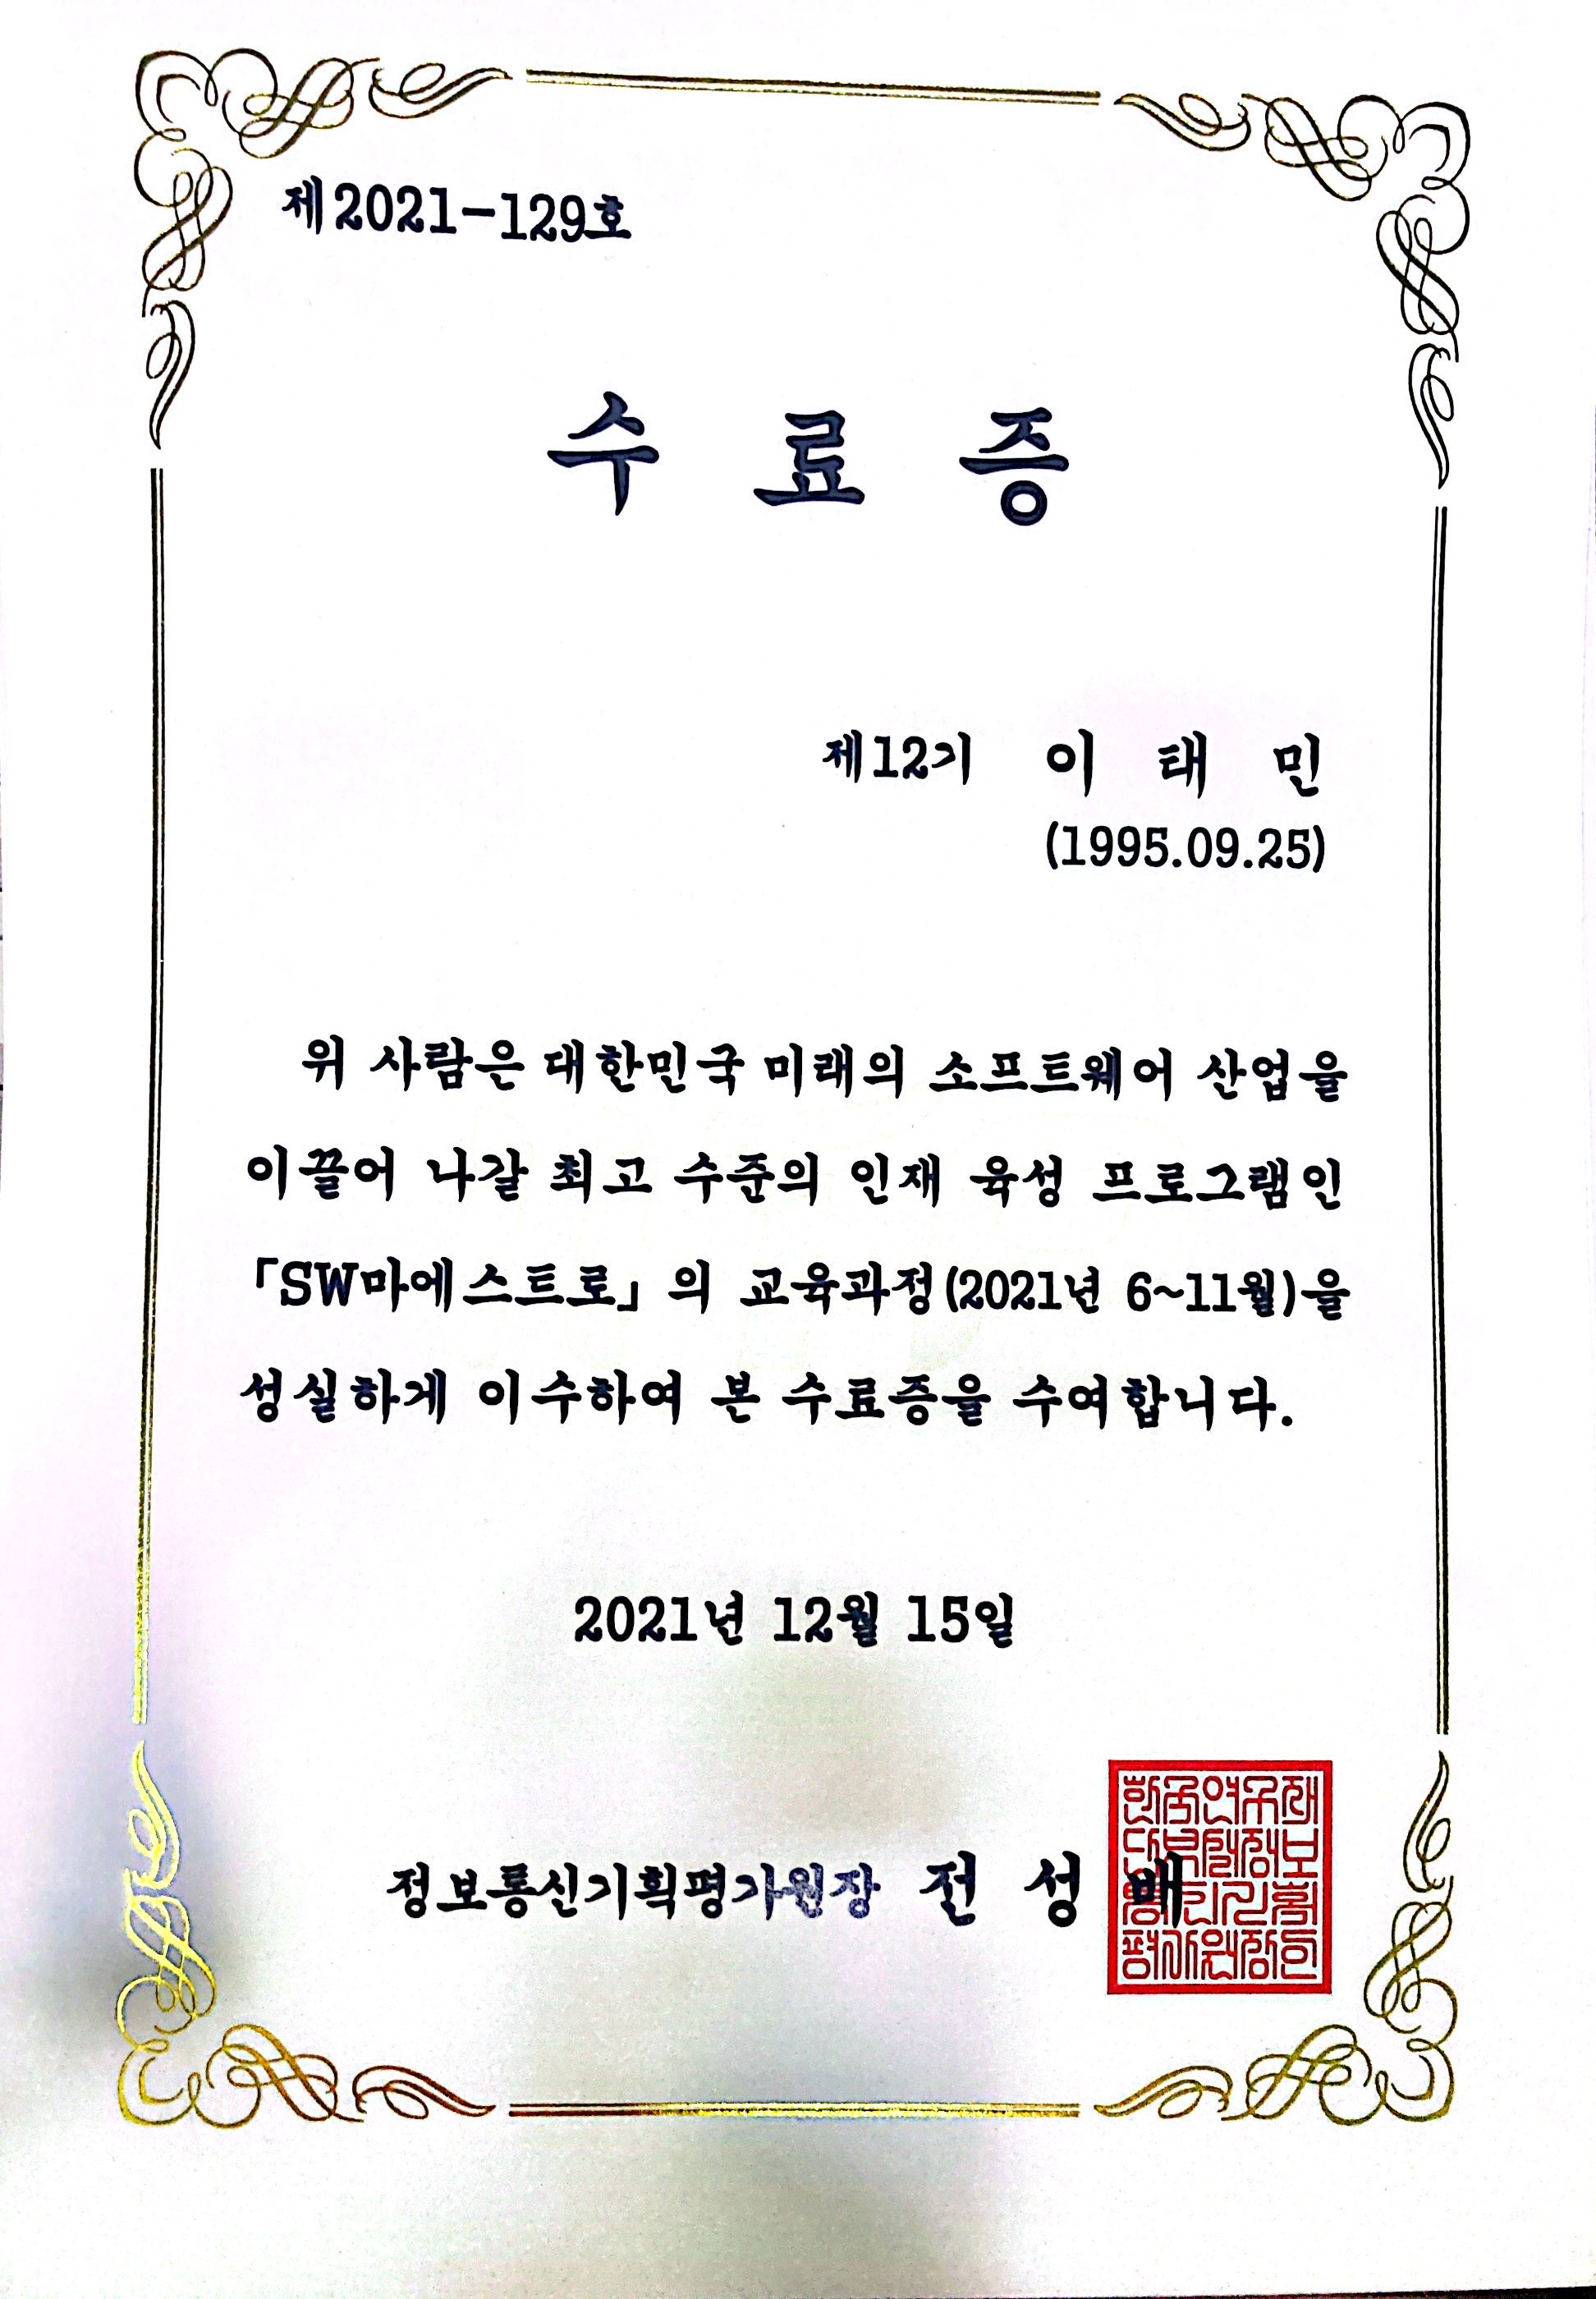 제2021-129호
수 료 증
제12기 이 태 민
(1995.09.25)
위 사람은 대한민국 미래의 소프트웨어 산업을
이끌어 나갈 최고 수준의 인재 육성 프로그램인
「SW마에스트로」의 교육과정(2021년 6~11월)을
성실하게 이수하여 본 수료증을 수여합니다.
2021년 12월 15일
정보통신기획평가원장 전 성 배